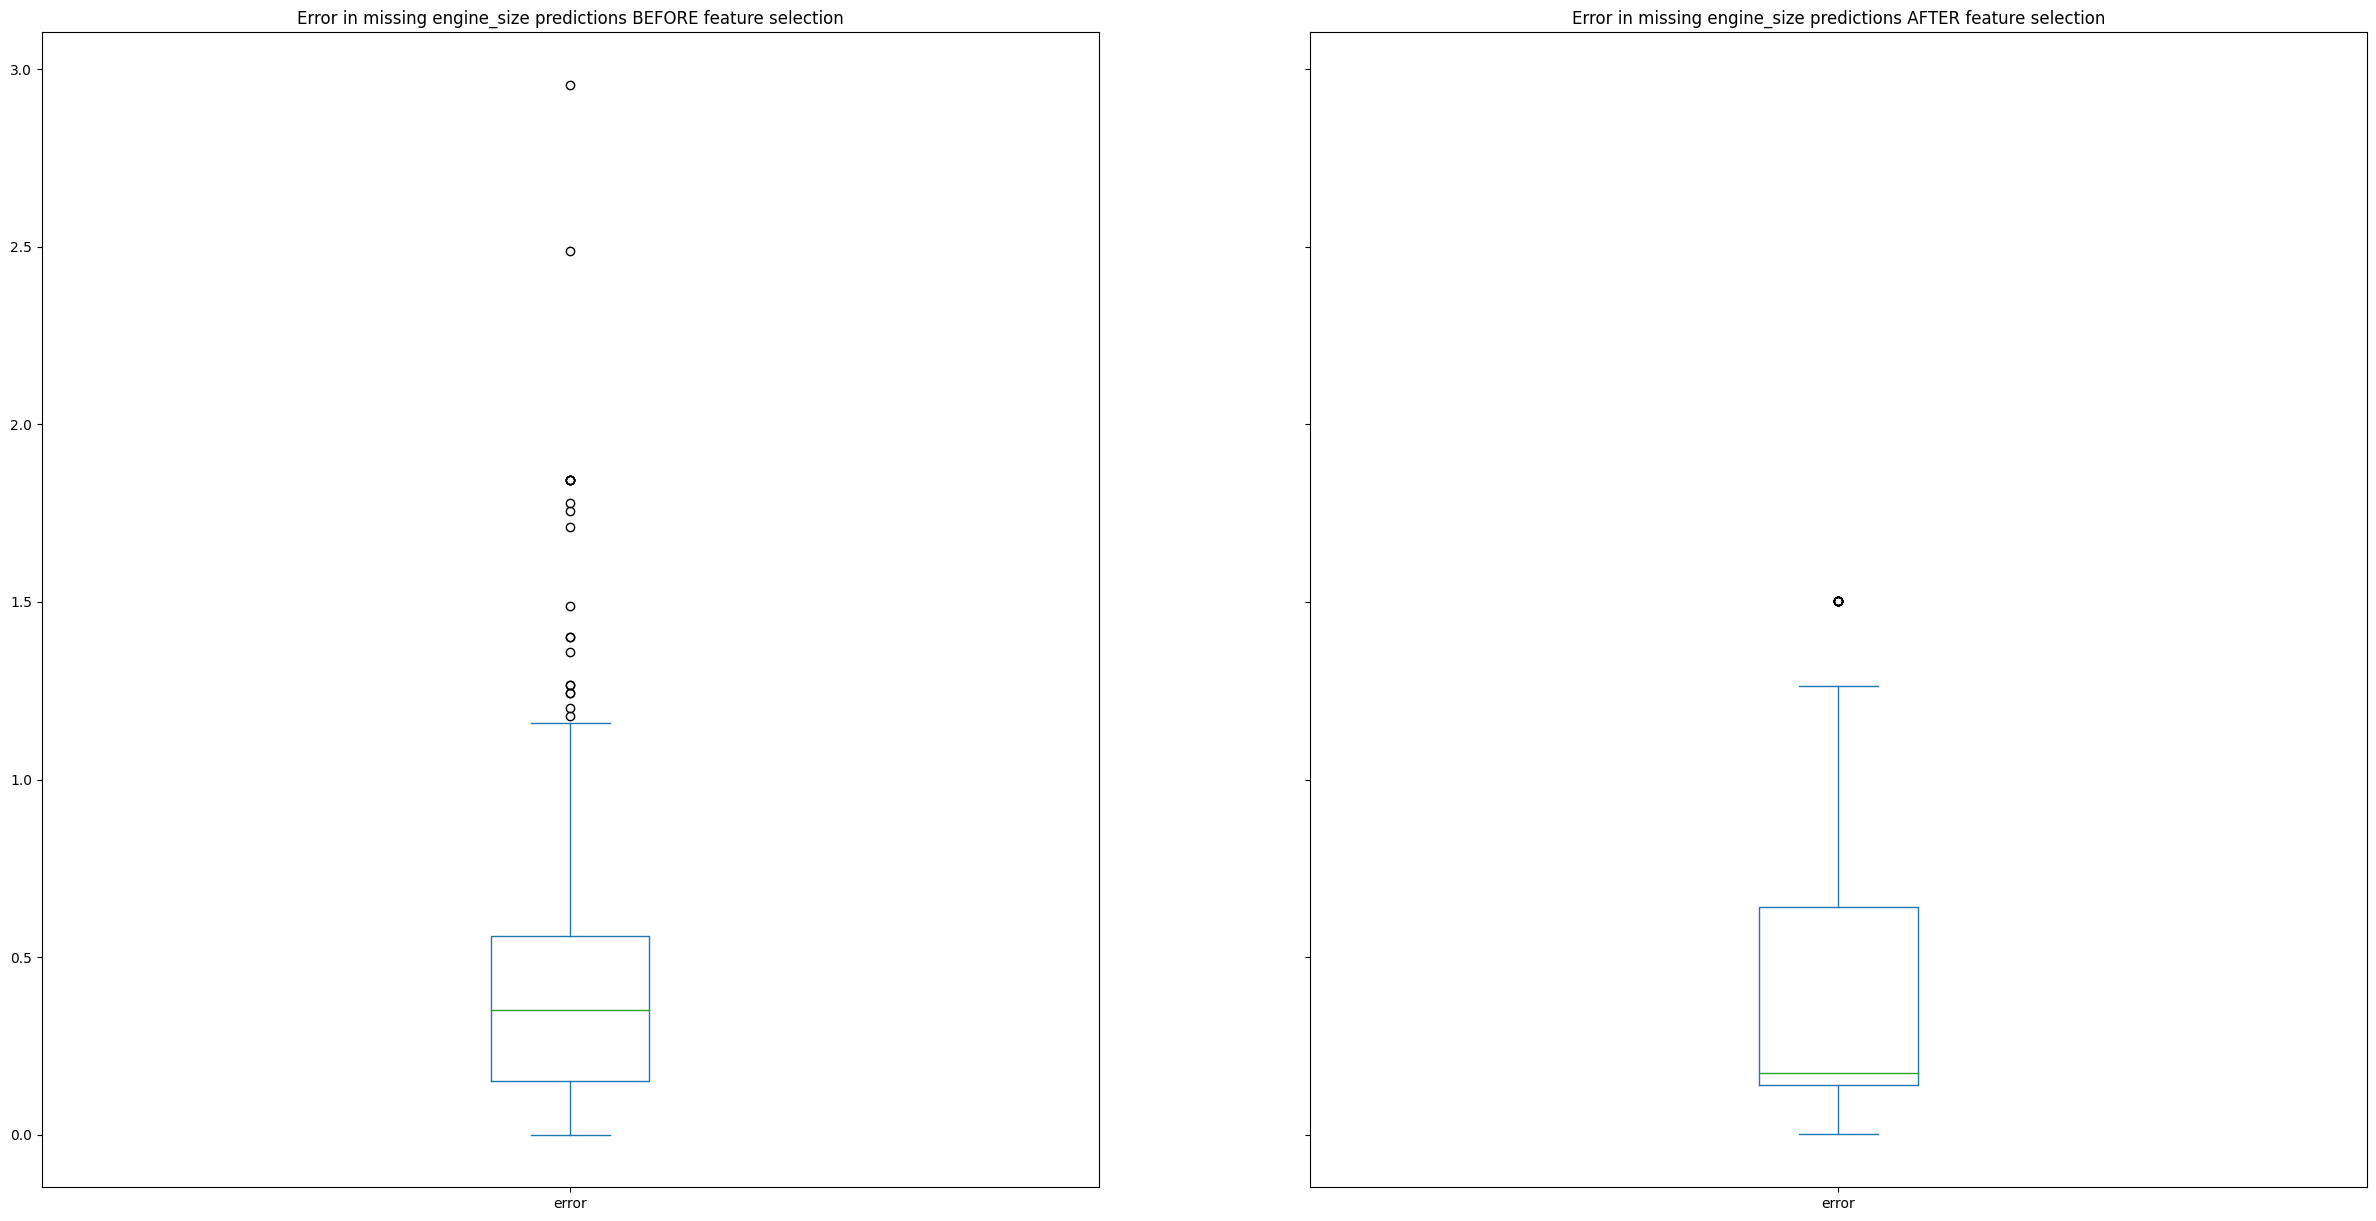 Error in missing engine_size predictions BEFORE feature selection
3.0
2.5
2.0
1.5
1.0
0.5
0.0
error
Error in missing engine_size predictions AFTER feature selection
error